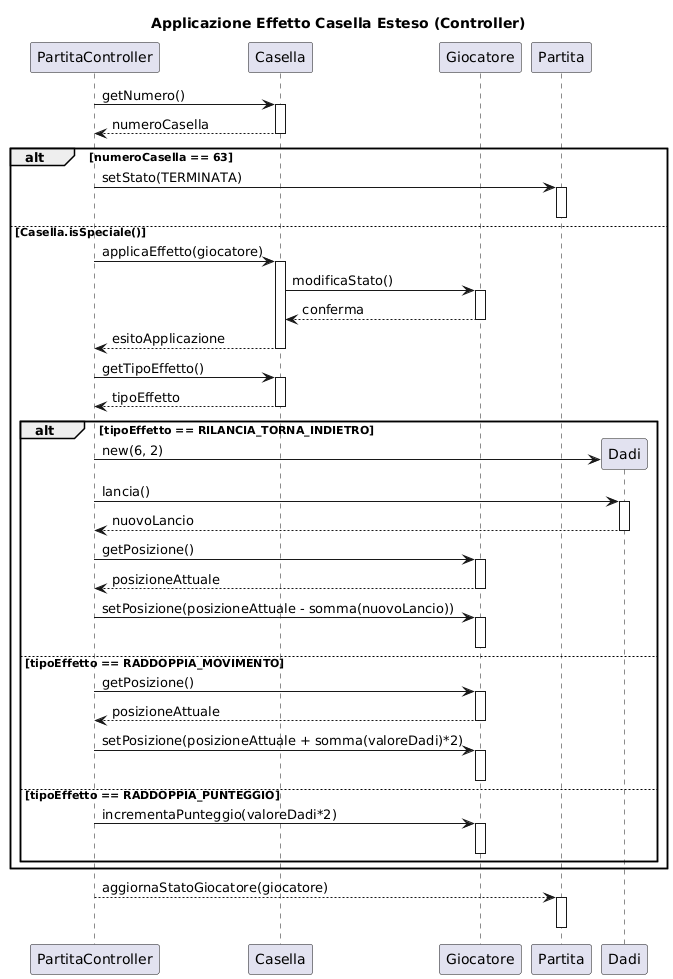 Applicazione Effetto Casella Esteso (Controller)
PartitaController Casella Giocatore Partita
getNumero()
numeroCasella
alt [numeroCasella == 63]
setStato(TERMINATA)
[Casella.isSpeciale()]
applicaEffetto(giocatore)
modificaStato()
conferma
esitoApplicazione
getTipoEffetto()
tipoEffetto
alt [tipoEffetto == RILANCIA_TORNA_INDIETRO]
new(6, 2) Dadi
lancia()
nuovoLancio
getPosizione()
posizioneAttuale
setPosizione(posizioneAttuale - somma(nuovoLancio))
[tipoEffetto == RADDOPPIA_MOVIMENTO]
getPosizione()
posizioneAttuale
setPosizione(posizioneAttuale + somma(valoreDadi)*2)
[tipoEffetto == RADDOPPIA_PUNTEGGIO]
incrementaPunteggio(valoreDadi*2)
aggiornaStatoGiocatore(giocatore)
PartitaController Casella Giocatore Partita Dadi